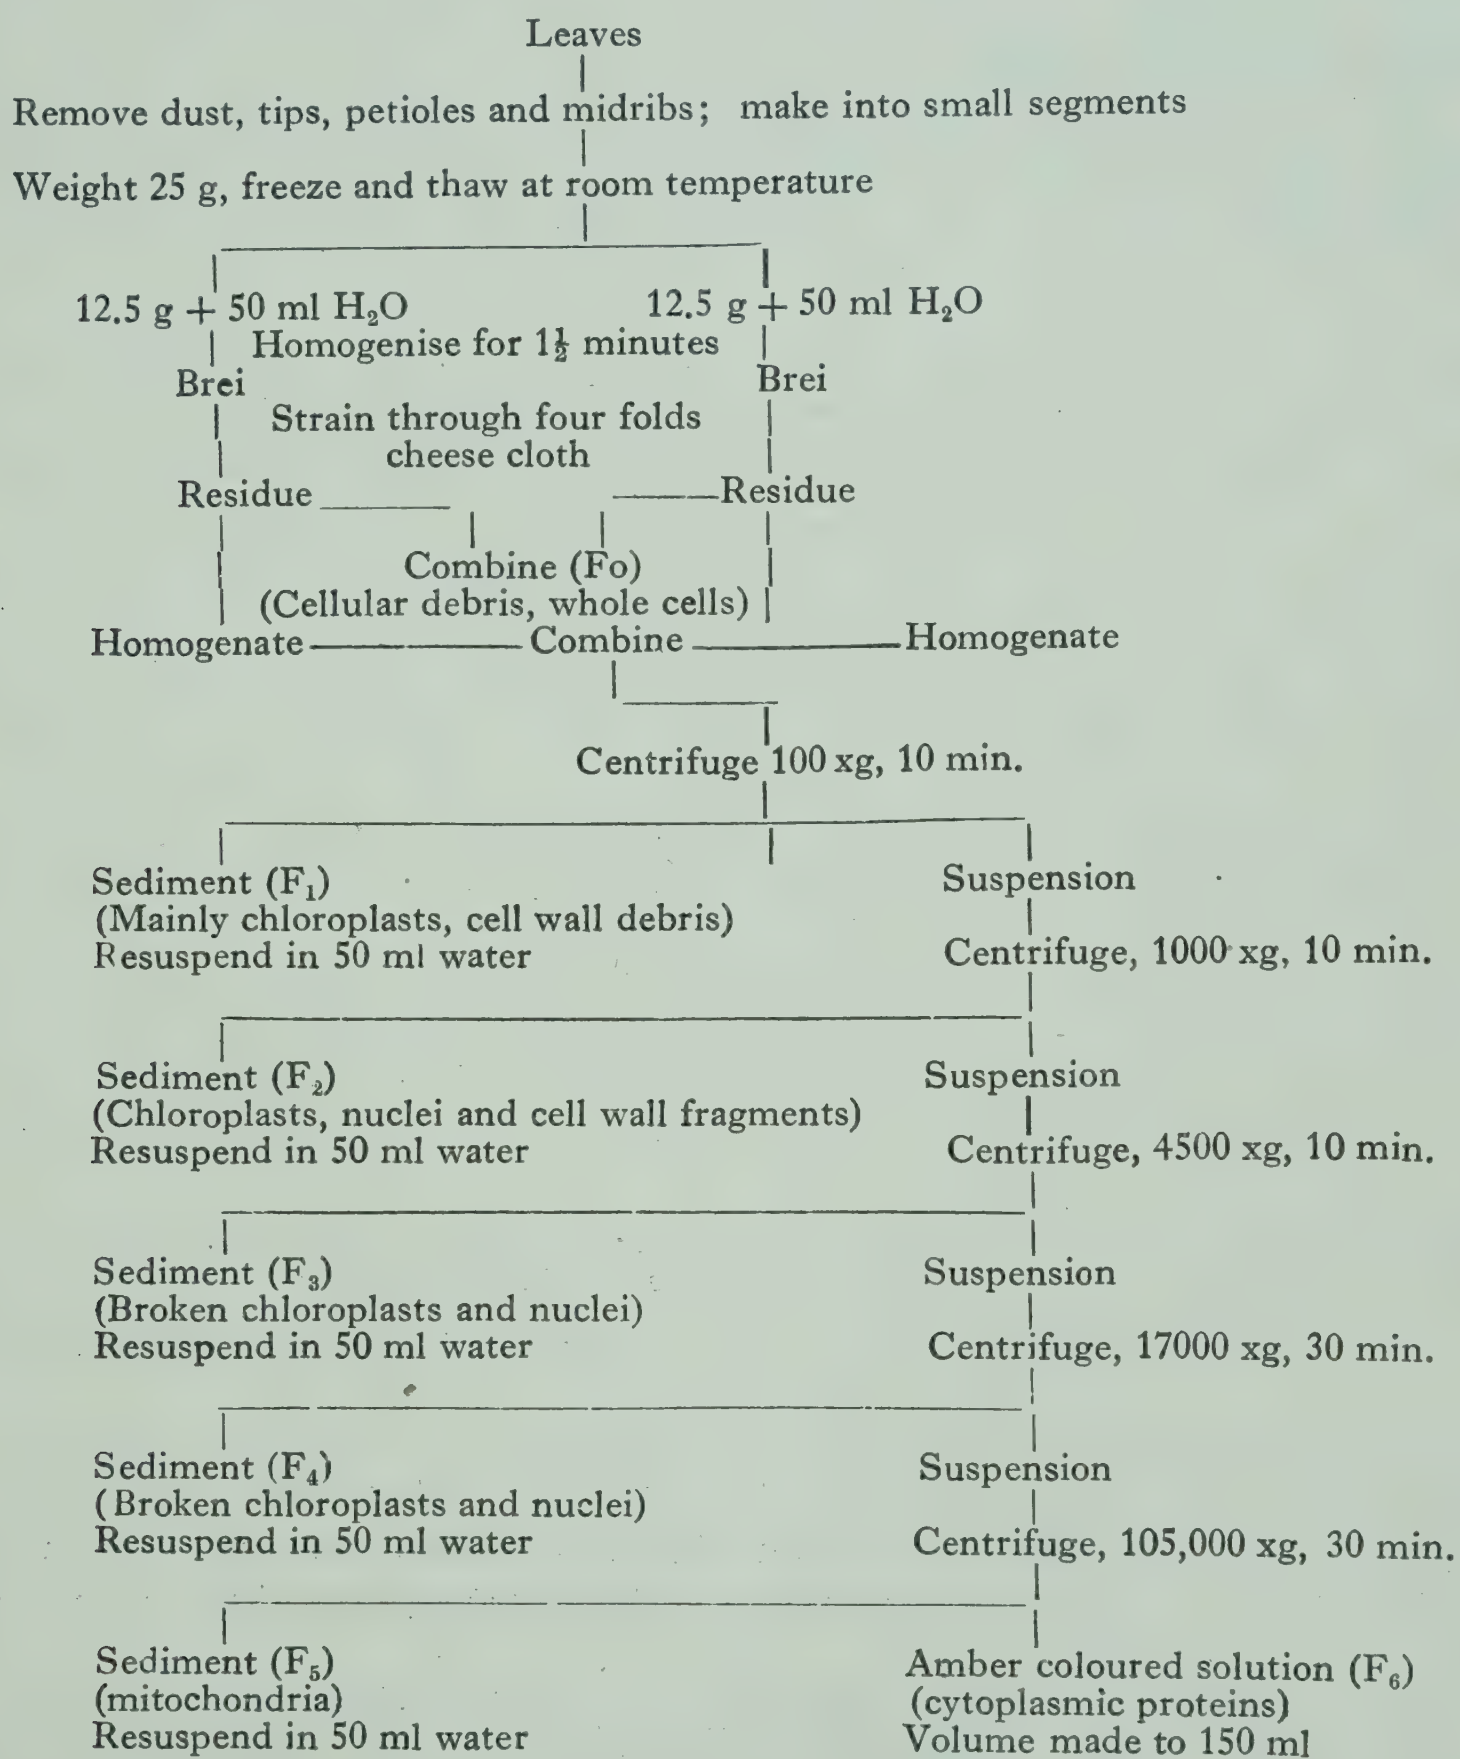 Leaves
Remove dust, tips, petioles and midribs; make into small segments
Weight 25 g, freeze and thaw at room temperature
12.5 g + 50 ml H₂O 12.5 g + 50 ml H₂O
Homogenise for 1½ minutes
Brei Brei
Strain through four folds
cheese cloth
Residue Residue
Combine (Fo)
(Cellular debris, whole cells)
Homogenate Combine Homogenate
Centrifuge 100 xg, 10 min.
Sediment (F₁) Suspension
(Mainly chloroplasts, cell wall debris)
Resuspend in 50 ml water Centrifuge, 1000 xg, 10 min.
Sediment (F₂) Suspension
(Chloroplasts, nuclei and cell wall fragments)
Resuspend in 50 ml water Centrifuge, 4500 xg, 10 min.
Sediment (F₃) Suspension
(Broken chloroplasts and nuclei)
Resuspend in 50 ml water Centrifuge, 17000 xg, 30 min.
Sediment (F₄) Suspension
(Broken chloroplasts and nuclei)
Resuspend in 50 ml water Centrifuge, 105,000 xg, 30 min.
Sediment (F₅) Amber coloured solution (F₆)
(mitochondria) (cytoplasmic proteins)
Resuspend in 50 ml water Volume made to 150 ml